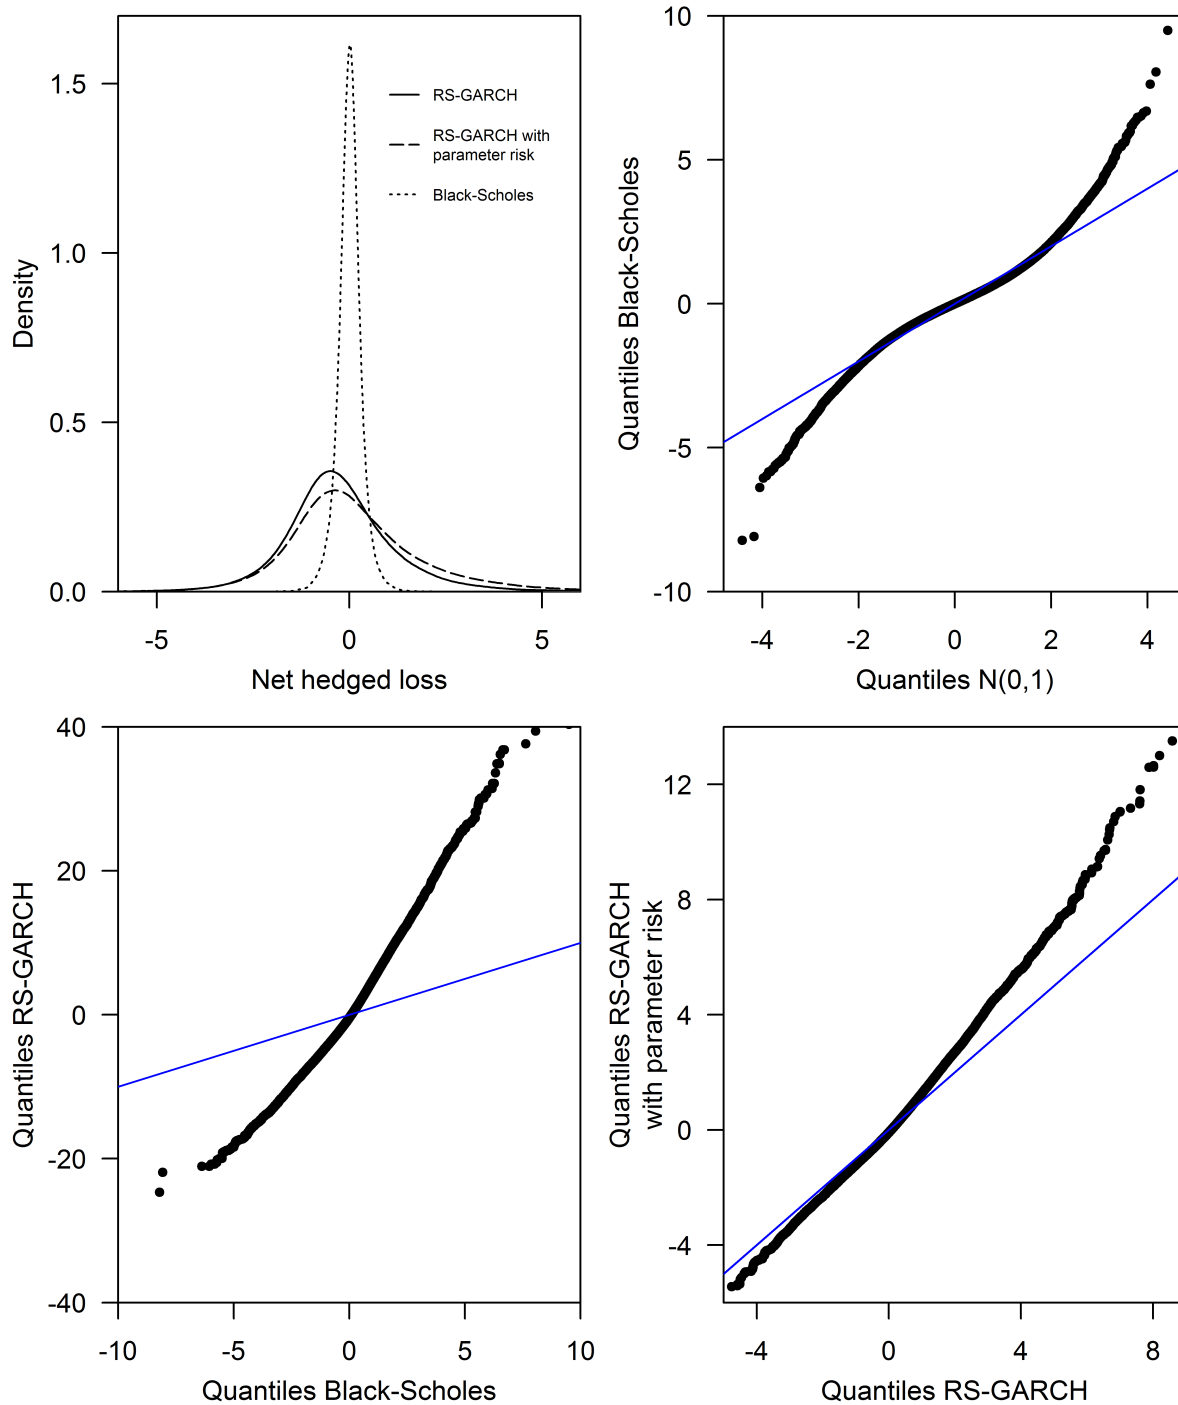 1.5
1.0
0.5
0.0
Density
RS-GARCH
RS-GARCH with
parameter risk
Black-Scholes
-5
0
5
Net hedged loss
10
5
0
-5
-10
Quantiles Black-Scholes
-4
-2
0
2
4
Quantiles N(0,1)
40
20
0
-20
-40
Quantiles RS-GARCH
-10
-5
0
5
10
Quantiles Black-Scholes
12
8
4
0
-4
Quantiles RS-GARCH
with parameter risk
-4
0
4
8
Quantiles RS-GARCH